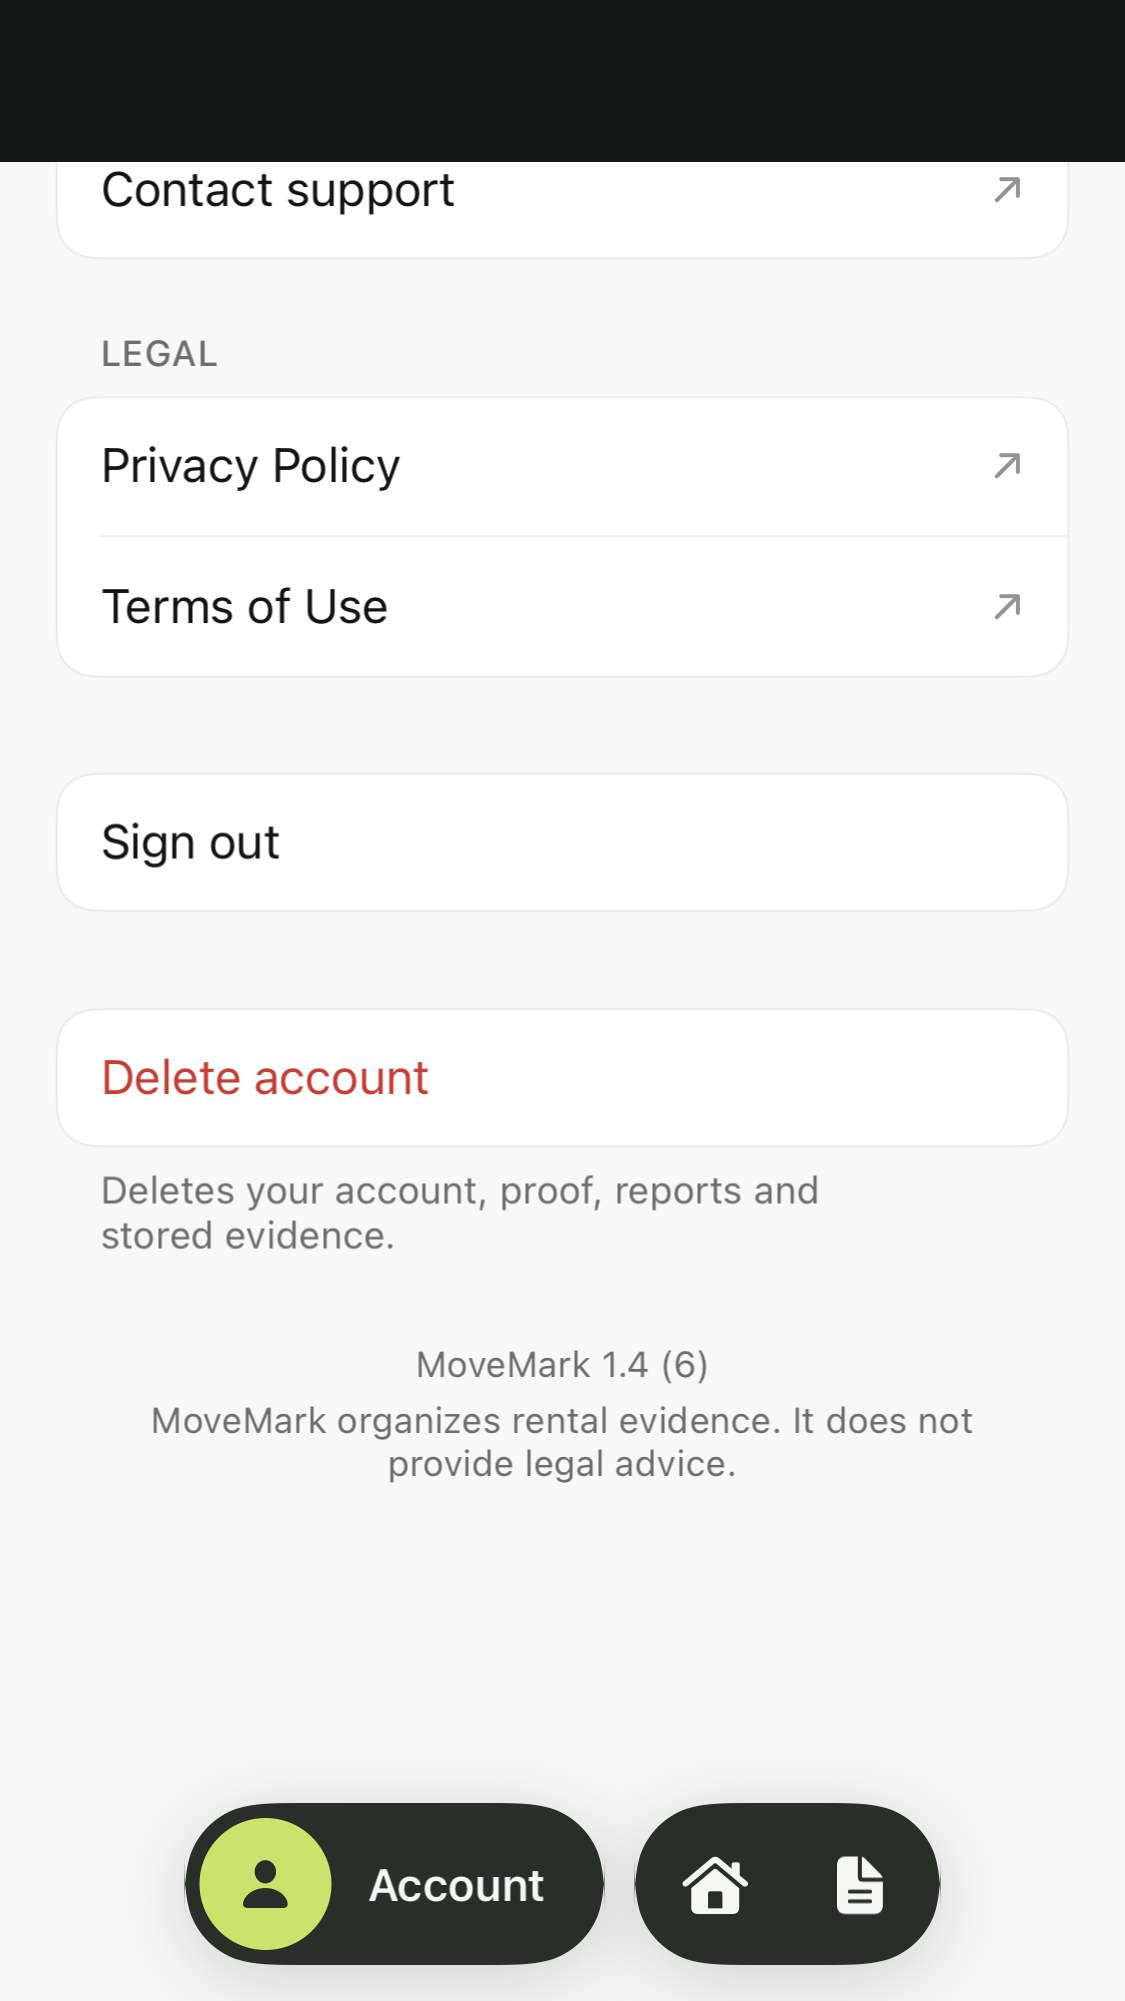 Contact support
LEGAL
Privacy Policy
Terms of Use
Sign out
Delete account
Deletes your account, proof, reports and
stored evidence.
MoveMark 1.4 (6)
MoveMark organizes rental evidence. It does not
provide legal advice.
Account